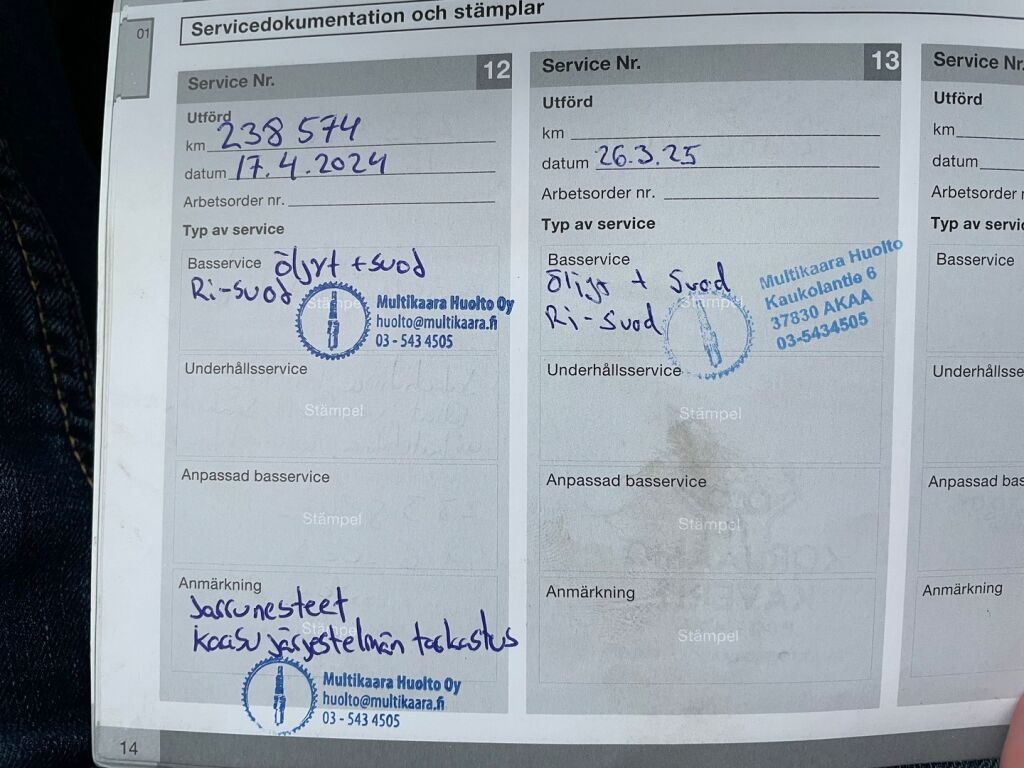 01
Servicedokumentation och stämplar
Service Nr. 12
Utförd
km 238 574
datum 17.4.2024
Arbetsorder nr.
Typ av service
Basservice öljyt + suod
Ri-suod
Stämpel
Multikaara Huolto Oy
huolto@multikaara.fi
03 - 543 4505
Underhållsservice
Stämpel
Anpassad basservice
Stämpel
Anmärkning
Jarrunesteet
Stämpel
kaasujärjestelmän tarkastus
Multikaara Huolto Oy
huolto@multikaara.fi
03 - 543 4505
14
Service Nr. 13
Utförd
km
datum 26.3.25
Arbetsorder nr.
Typ av service
Basservice
öljyt + Suod
Ri-Suod
Stämpel
Multikaara Huolto
Kaukolantie 6
37830 AKAA
03-5434505
Underhållsservice
Stämpel
Anpassad basservice
Stämpel
Anmärkning
Stämpel
Service Nr.
Utförd
km
datum
Arbetsorder
Typ av servic
Basservice
Underhållsse
Anpassad bas
Anmärkning